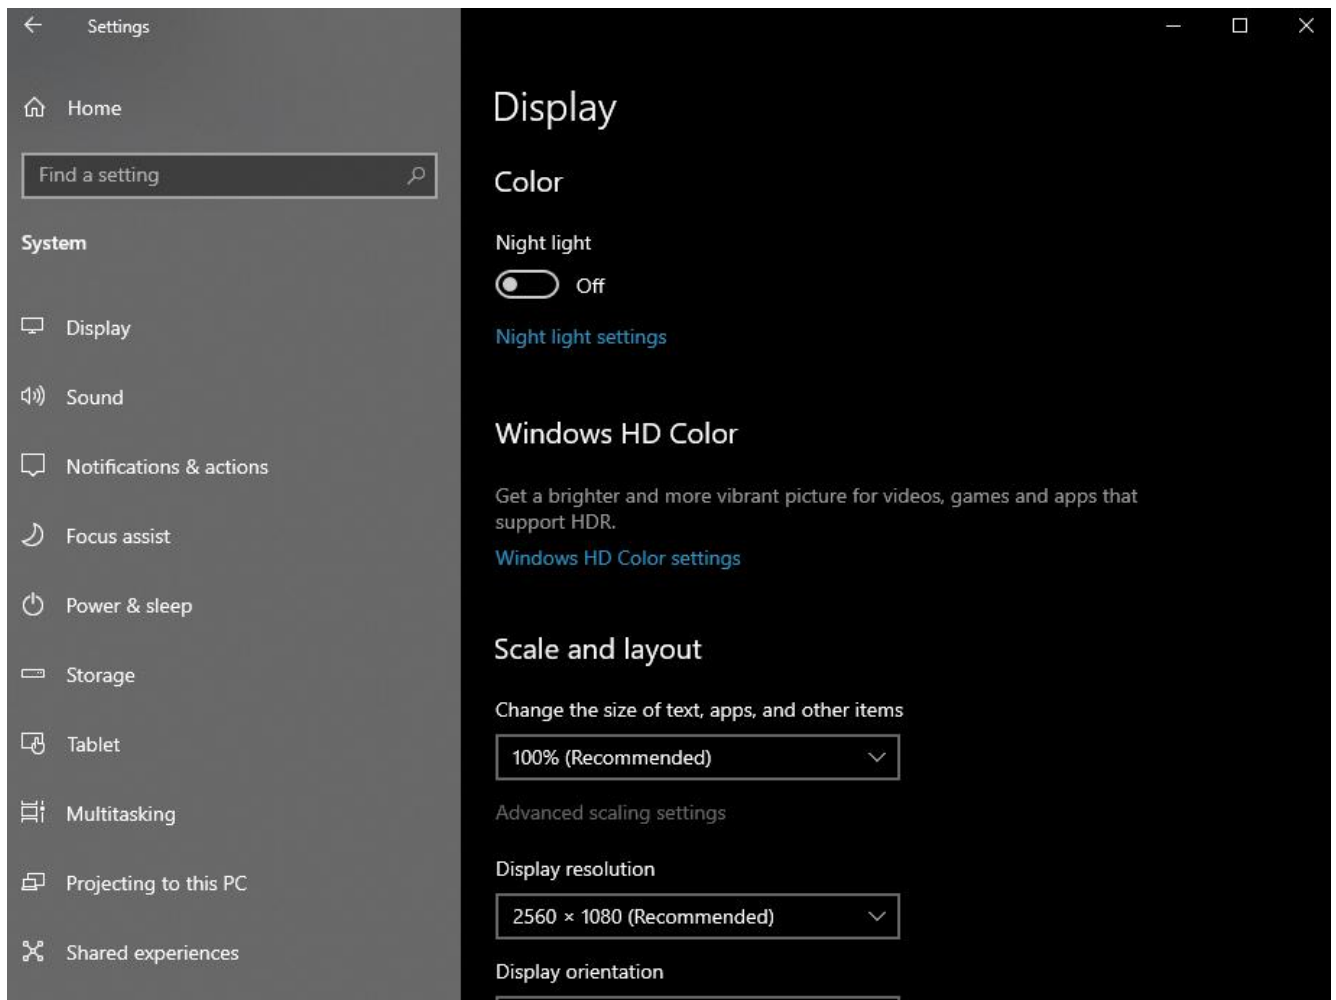 Settings
Home
Find a setting
System
Display
Sound
Notifications & actions
Focus assist
Power & sleep
Storage
Tablet
Multitasking
Projecting to this PC
Shared experiences
Display
Color
Night light
Off
Night light settings
Windows HD Color
Get a brighter and more vibrant picture for videos, games and apps that
support HDR.
Windows HD Color settings
Scale and layout
Change the size of text, apps, and other items
100% (Recommended)
Advanced scaling settings
Display resolution
2560 × 1080 (Recommended)
Display orientation